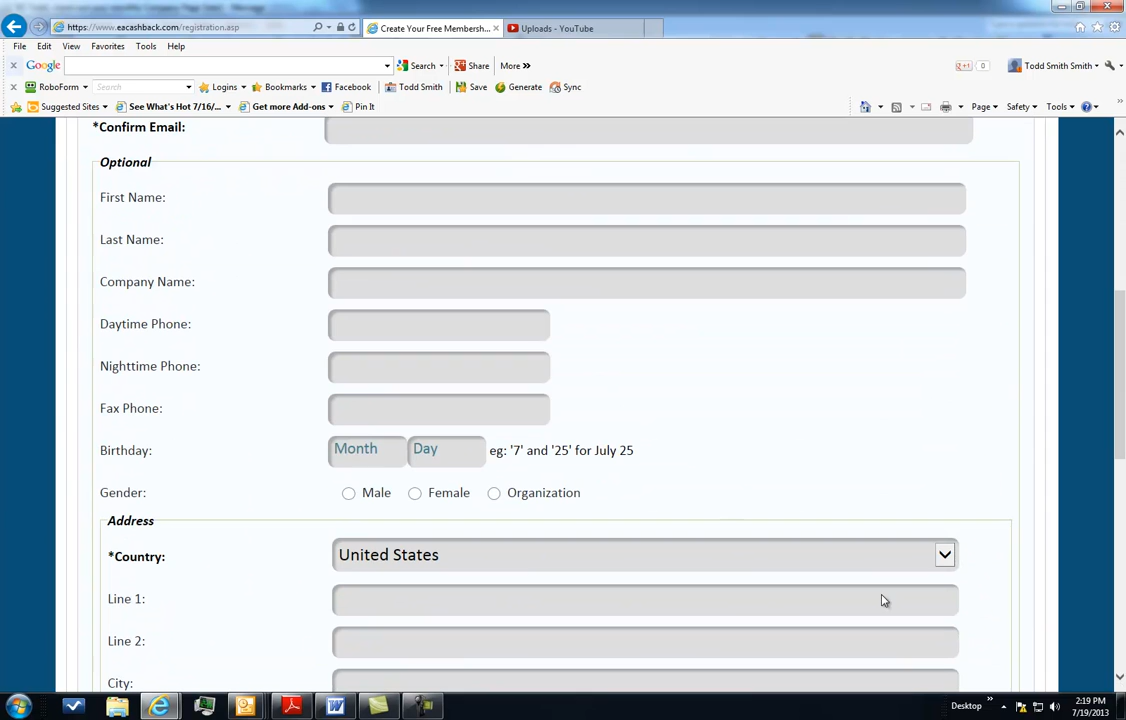 https://www.eacashback.com/registration.asp
Create Your Free Membersh...
Uploads - YouTube
File Edit View Favorites Tools Help
Google Search Share More »
g+1 0 Todd Smith Smith
RoboForm Search Logins Bookmarks Facebook Todd Smith Save Generate Sync
Suggested Sites See What's Hot 7/16/... Get more Add-ons Pin It
Page Safety Tools
*Confirm Email:
Optional
First Name:
Last Name:
Company Name:
Daytime Phone:
Nighttime Phone:
Fax Phone:
Birthday: Month Day eg: '7' and '25' for July 25
Gender: Male Female Organization
Address
*Country: United States
Line 1:
Line 2:
City:
Desktop »
2:19 PM
7/19/2013